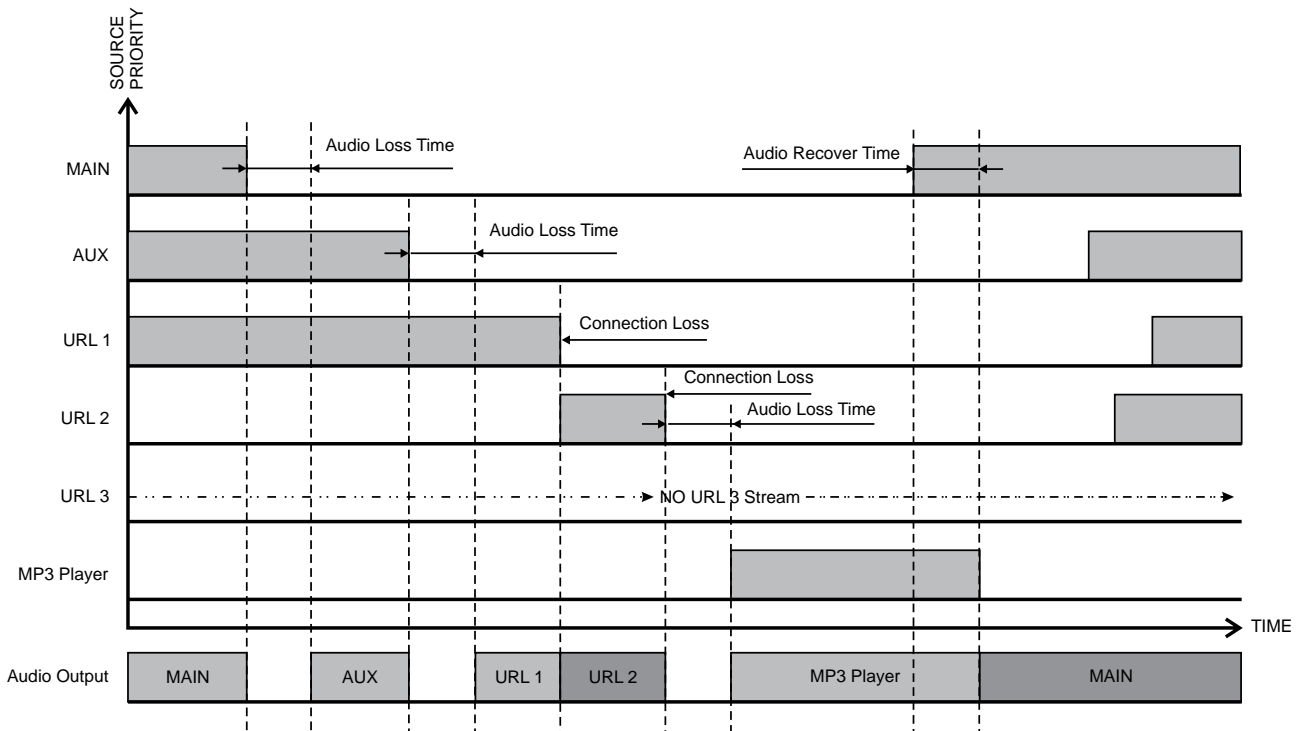 SOURCE
PRIORITY
MAIN
Audio Loss Time
Audio Recover Time
AUX
Audio Loss Time
URL 1
Connection Loss
URL 2
Connection Loss
Audio Loss Time
URL 3
NO URL 3 Stream
MP3 Player
TIME
Audio Output
MAIN
AUX
URL 1
URL 2
MP3 Player
MAIN